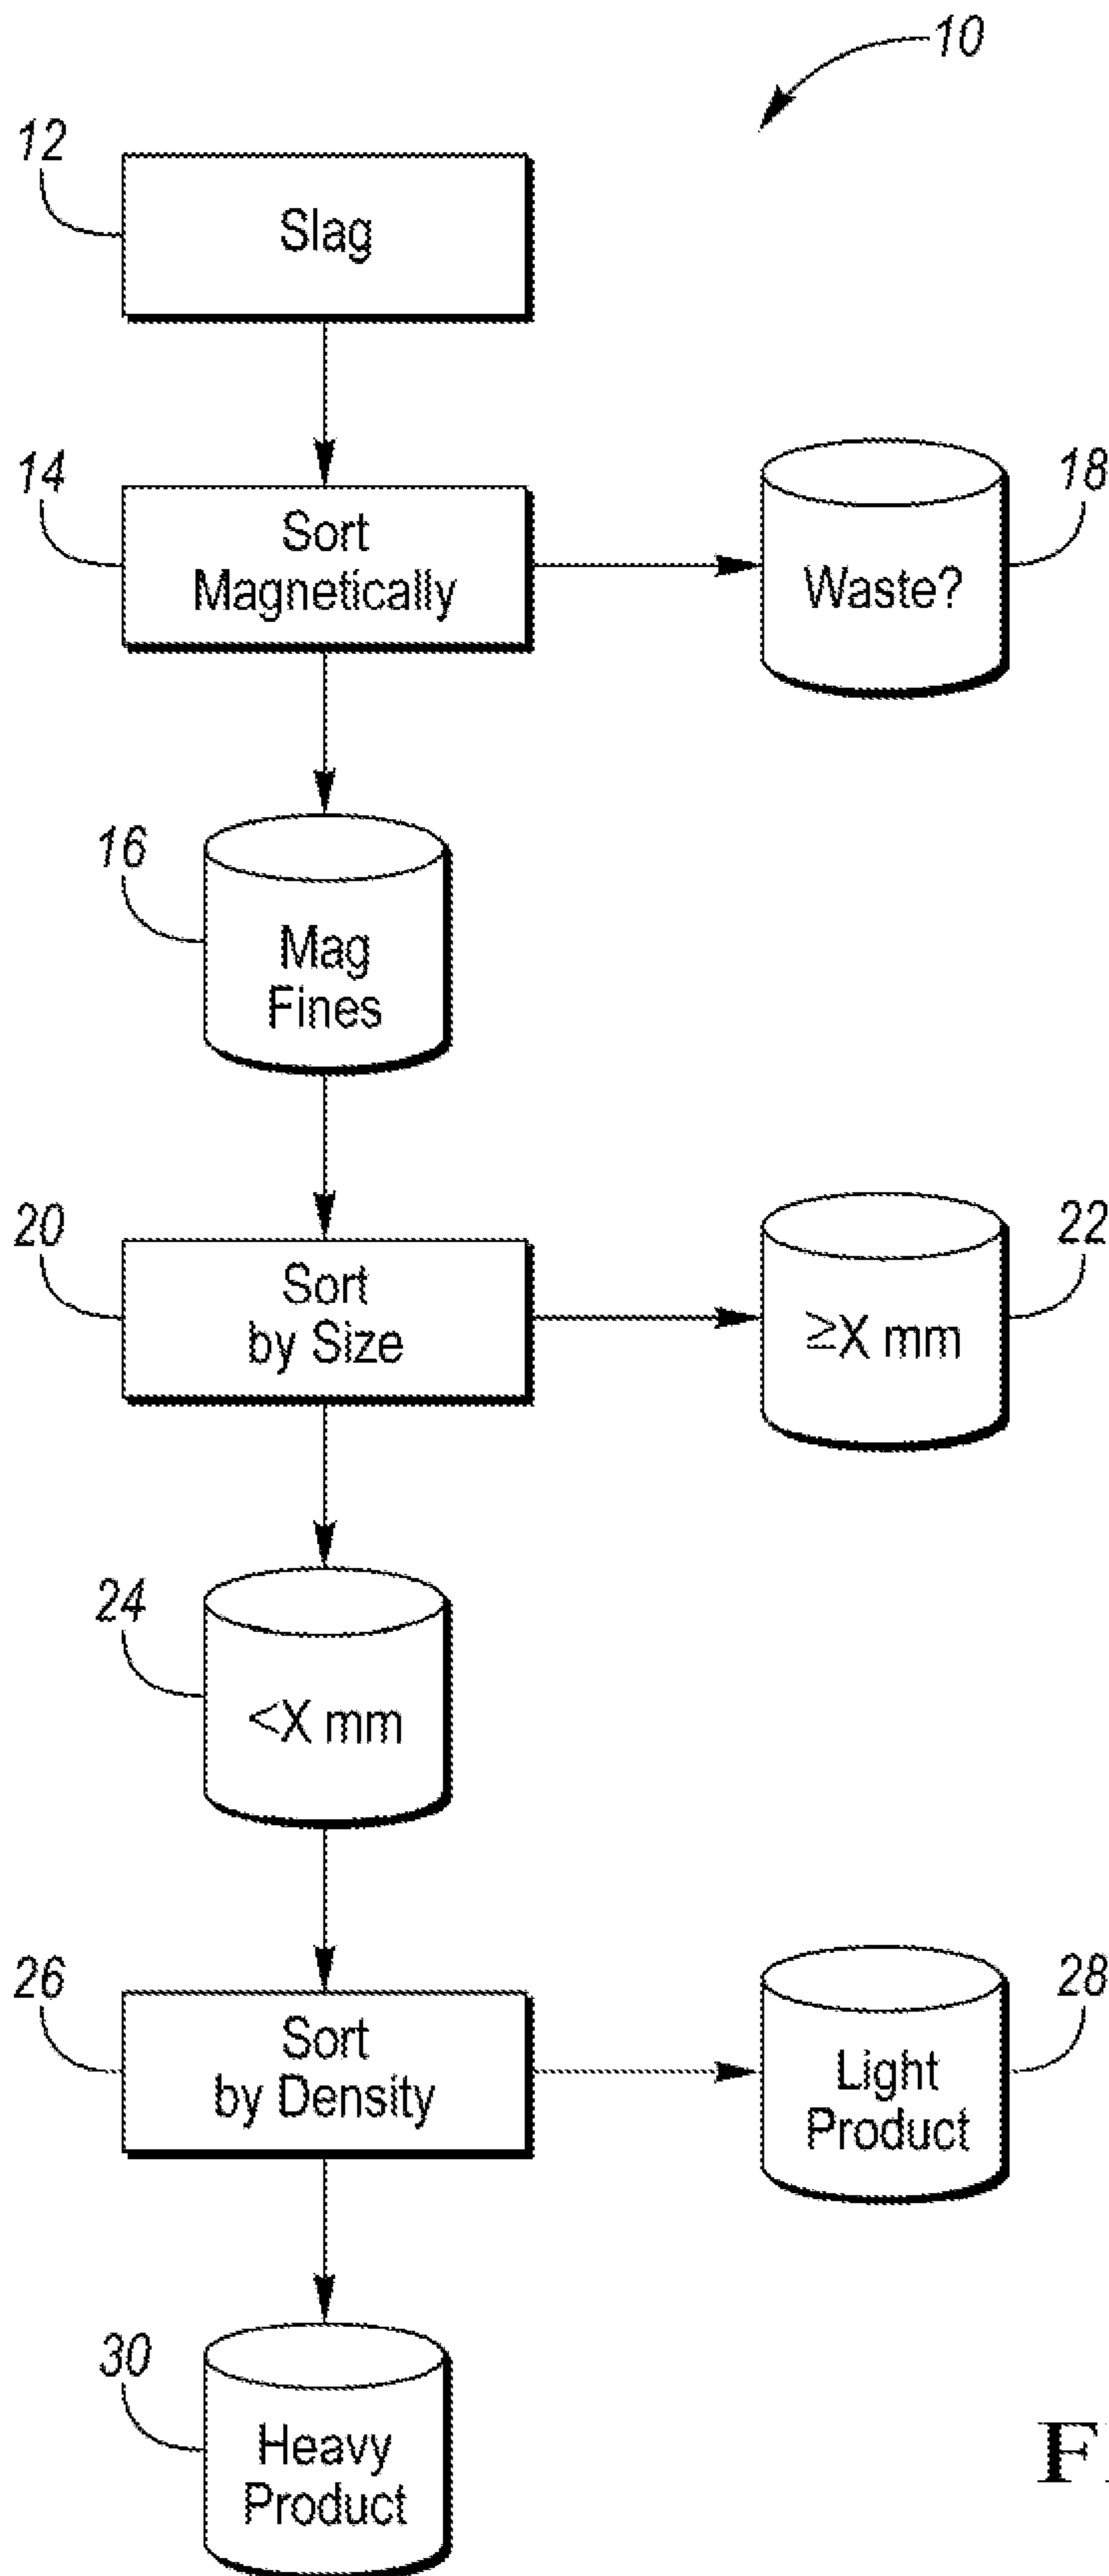 10
12
Slag
14
Sort
Magnetically
18
Waste?
16
Mag
Fines
20
Sort
by Size
22
≥X mm
24
<X mm
26
Sort
by Density
28
Light
Product
30
Heavy
Product